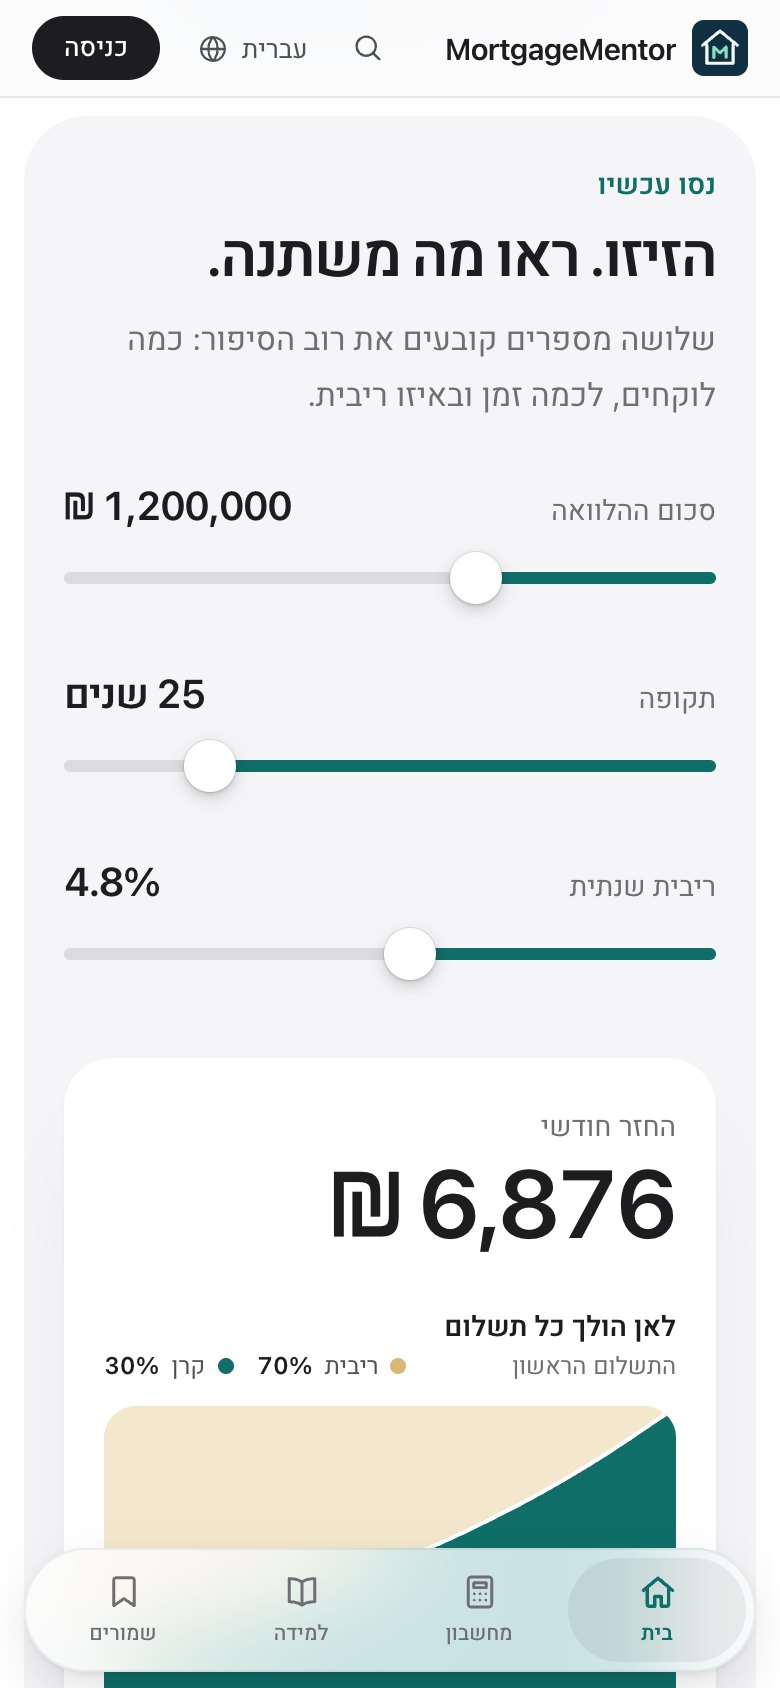 MortgageMentor
עברית
כניסה
נסו עכשיו
הזיזו. ראו מה משתנה.
שלושה מספרים קובעים את רוב הסיפור: כמה
לוקחים, לכמה זמן ובאיזו ריבית.
סכום ההלוואה
1,200,000 ₪
תקופה
25 שנים
ריבית שנתית
4.8%
החזר חודשי
6,876 ₪
לאן הולך כל תשלום
התשלום הראשון
ריבית 70%
קרן 30%
בית
מחשבון
למידה
שמורים